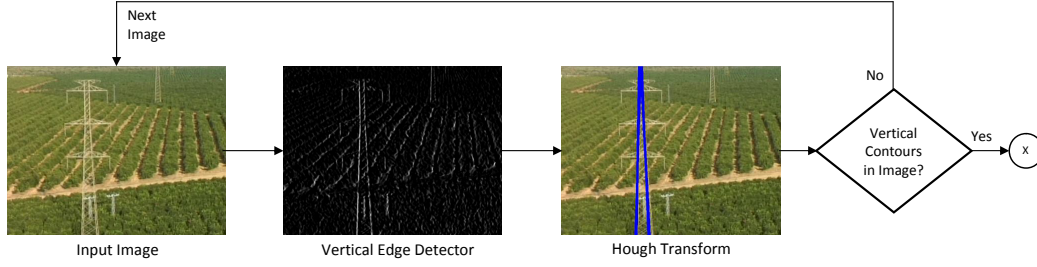 Next
Image
No
Yes
Vertical
Contours
in Image?
x
Input Image
Vertical Edge Detector
Hough Transform